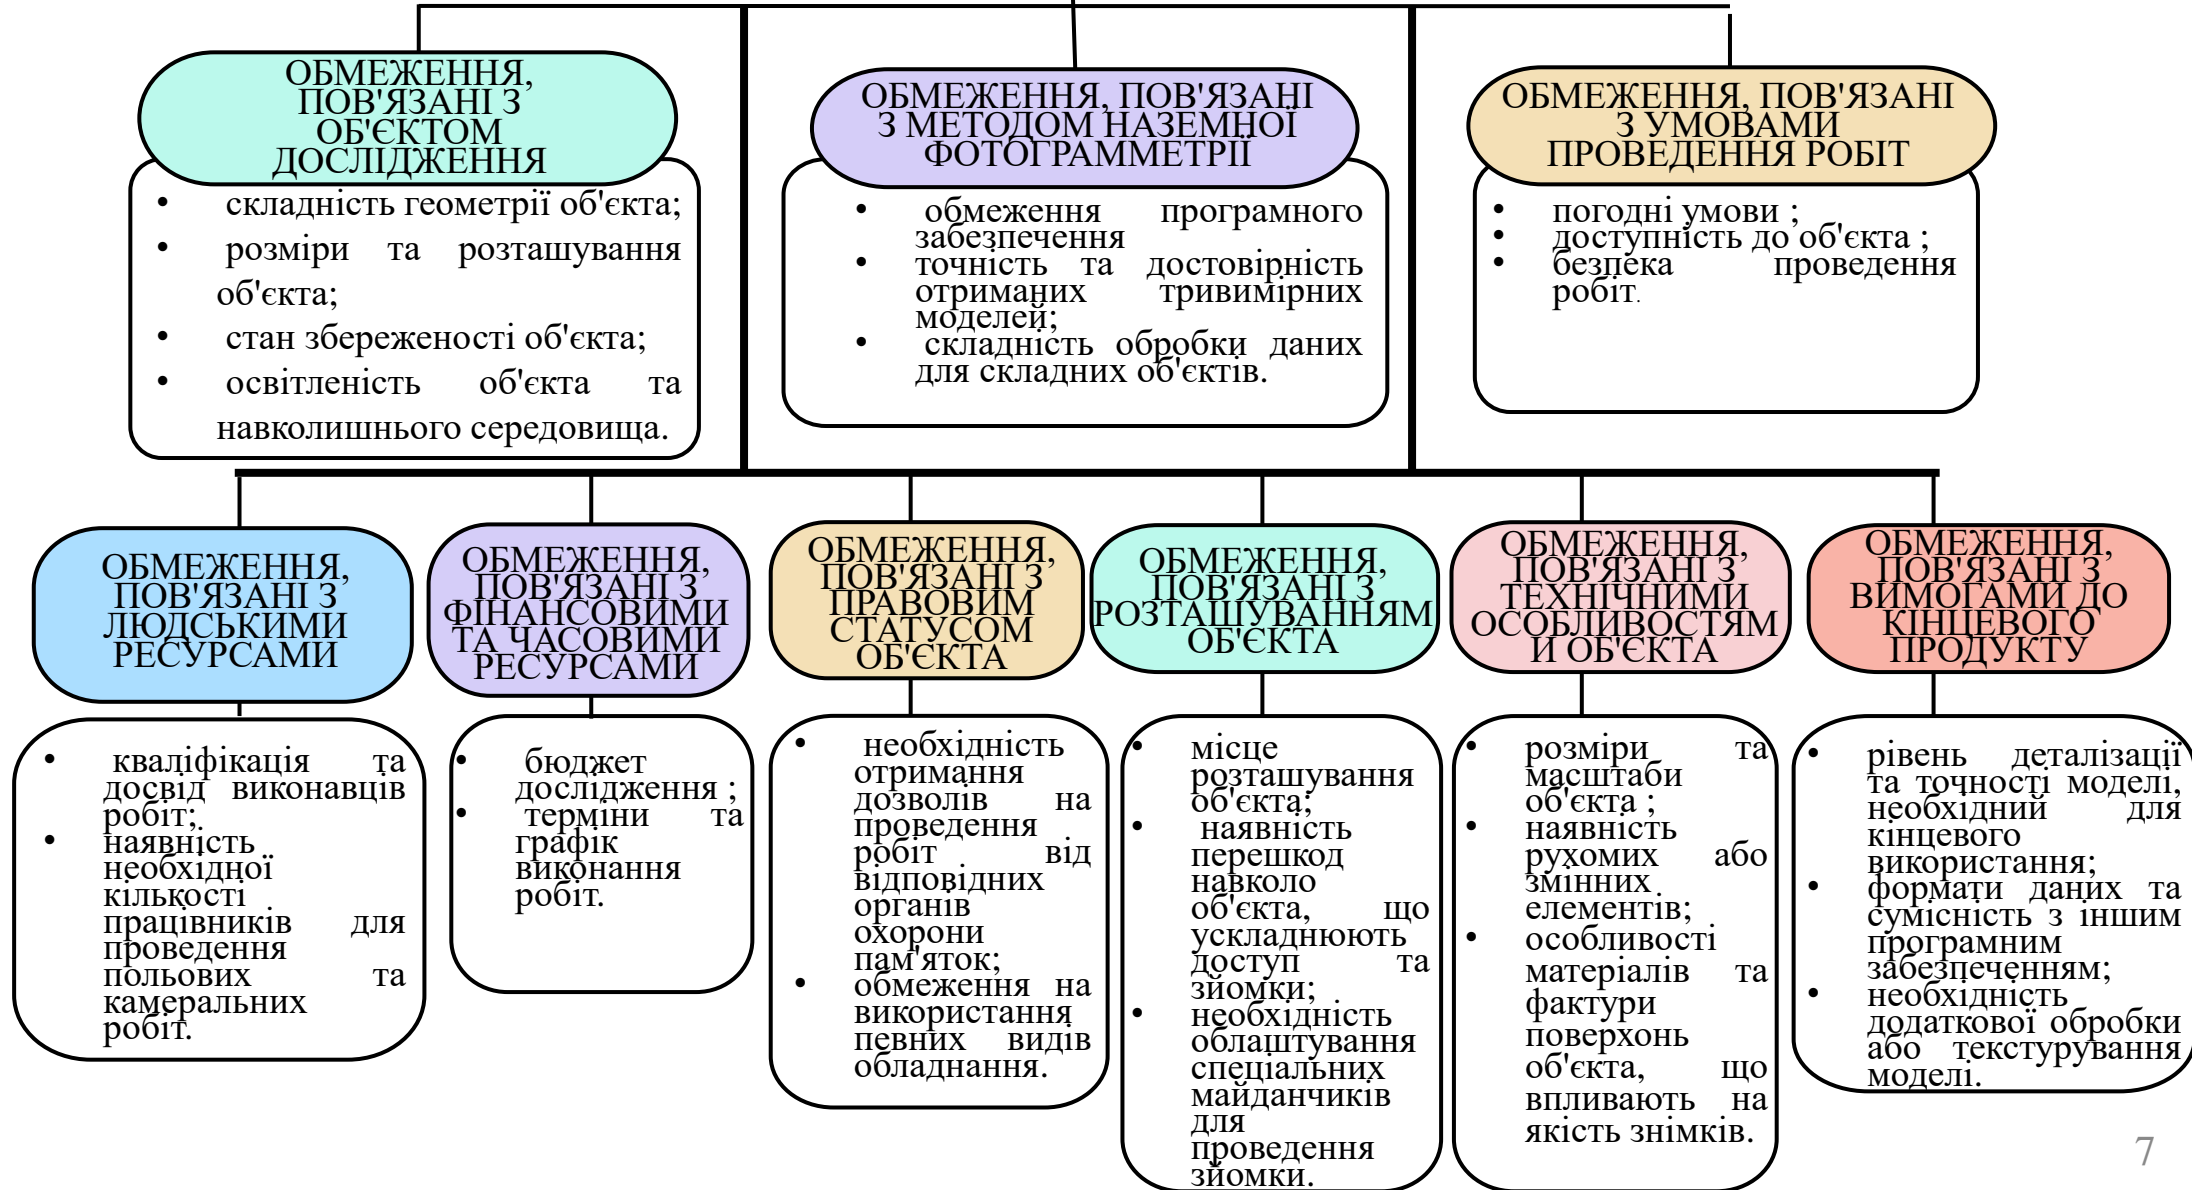 ОБМЕЖЕННЯ,
ПОВ'ЯЗАНІ З
ОБ'ЄКТОМ
ДОСЛІДЖЕННЯ
• складність геометрії об'єкта;
• розміри та розташування
об'єкта;
• стан збереженості об'єкта;
• освітленість об'єкта та
навколишнього середовища.
ОБМЕЖЕННЯ, ПОВ'ЯЗАНІ
З МЕТОДОМ НАЗЕМНОЇ
ФОТОГРАММЕТРІЇ
• обмеження програмного
забезпечення
• точність та достовірність
отриманих тривимірних
моделей;
• складність обробки даних
для складних об'єктів.
ОБМЕЖЕННЯ, ПОВ'ЯЗАНІ
З УМОВАМИ
ПРОВЕДЕННЯ РОБІТ
• погодні умови ;
• доступність до об'єкта ;
• безпека проведення
робіт.
ОБМЕЖЕННЯ,
ПОВ'ЯЗАНІ З
ЛЮДСЬКИМИ
РЕСУРСАМИ
• кваліфікація та
досвід виконавців
робіт;
• наявність
необхідної
кількості
працівників для
проведення
польових та
камеральних
робіт.
ОБМЕЖЕННЯ,
ПОВ'ЯЗАНІ З
ФІНАНСОВИМИ
ТА ЧАСОВИМИ
РЕСУРСАМИ
• бюджет
дослідження ;
• терміни та
графік
виконання
робіт.
ОБМЕЖЕННЯ,
ПОВ'ЯЗАНІ З
ПРАВОВИМ
СТАТУСОМ
ОБ'ЄКТА
• необхідність
отримання
дозволів на
проведення
робіт від
відповідних
органів
охорони
пам'яток;
• обмеження на
використання
певних видів
обладнання.
ОБМЕЖЕННЯ,
ПОВ'ЯЗАНІ З
РОЗТАШУВАННЯМ
ОБ'ЄКТА
• місце
розташування
об'єкта;
• наявність
перешкод
навколо
об'єкта, що
ускладнюють
доступ та
зйомки;
• необхідність
облаштування
спеціальних
майданчиків
для
проведення
зйомки.
ОБМЕЖЕННЯ,
ПОВ'ЯЗАНІ З
ТЕХНІЧНИМИ
ОСОБЛИВОСТЯМ
И ОБ'ЄКТА
• розміри та
масштаби
об'єкта ;
• наявність
рухомих або
змінних
елементів;
• особливості
матеріалів та
фактури
поверхонь
об'єкта, що
впливають на
якість знімків.
ОБМЕЖЕННЯ,
ПОВ'ЯЗАНІ З
ВИМОГАМИ ДО
КІНЦЕВОГО
ПРОДУКТУ
• рівень деталізації
та точності моделі,
необхідний для
кінцевого
використання;
• формати даних та
сумісність з іншим
програмним
забезпеченням;
• необхідність
додаткової обробки
або текстурування
моделі.
7